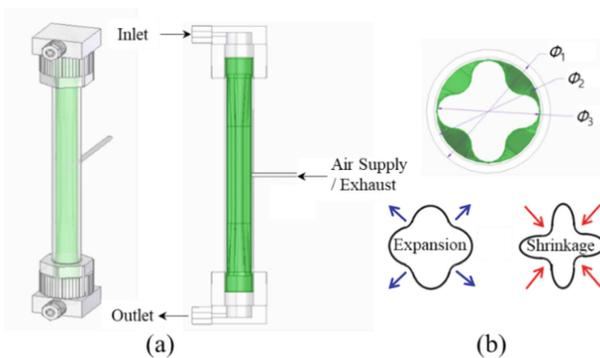 Inlet
Air Supply
/ Exhaust
Outlet
(a)
Φ1
Φ2
Φ3
Expansion
Shrinkage
(b)